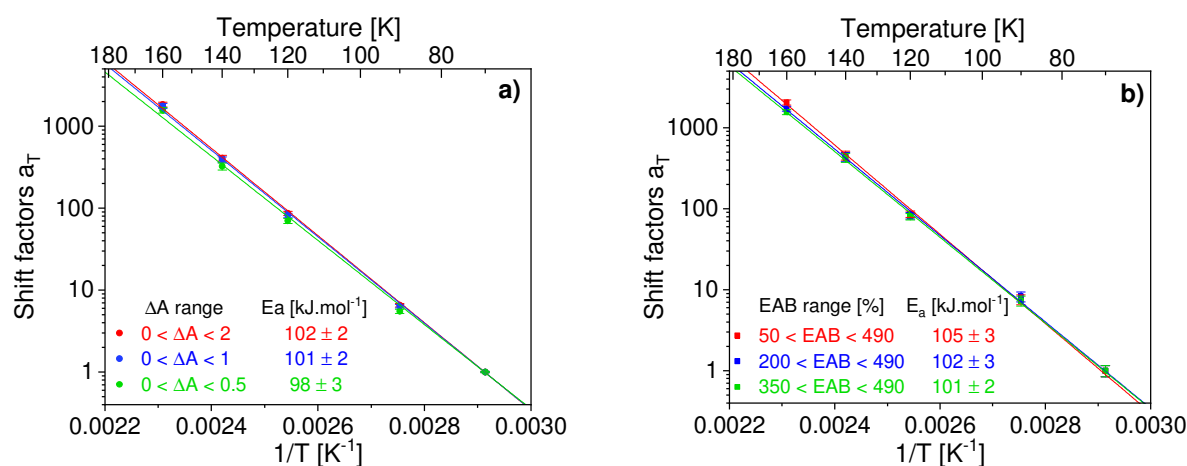 Temperature [K]
180 160 140 120 100 80
a)
Shift factors a_T
1000
100
10
1
ΔA range Ea [kJ.mol⁻¹]
0 < ΔA < 2 102 ± 2
0 < ΔA < 1 101 ± 2
0 < ΔA < 0.5 98 ± 3
0.0022 0.0024 0.0026 0.0028 0.0030
1/T [K⁻¹]
Temperature [K]
180 160 140 120 100 80
b)
Shift factors a_T
1000
100
10
1
EAB range [%] E_a [kJ.mol⁻¹]
50 < EAB < 490 105 ± 3
200 < EAB < 490 102 ± 3
350 < EAB < 490 101 ± 2
0.0022 0.0024 0.0026 0.0028 0.0030
1/T [K⁻¹]